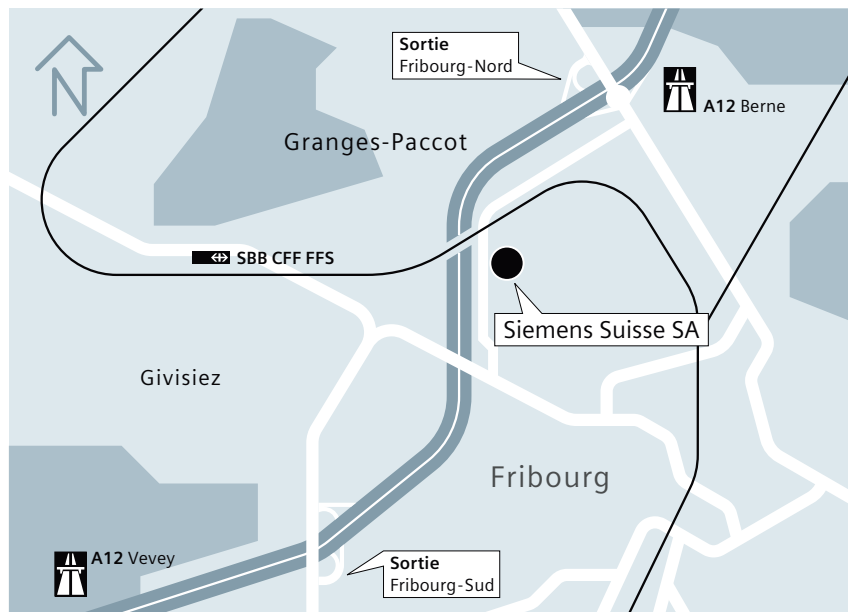 Sortie
Fribourg-Nord
A12 Berne
N
Granges-Paccot
SBB CFF FFS
Siemens Suisse SA
Givisiez
Fribourg
A12 Vevey
Sortie
Fribourg-Sud